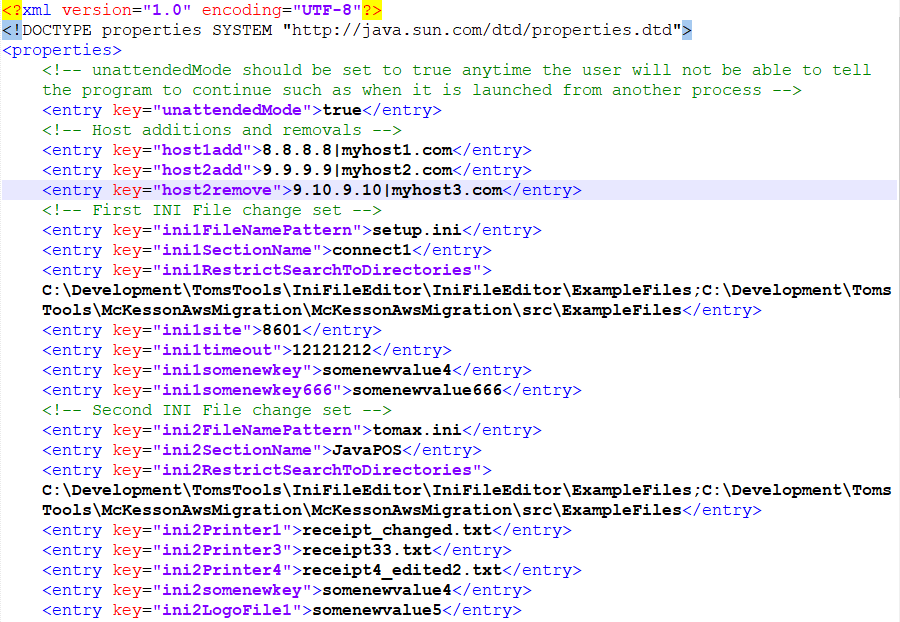 <?xml version="1.0" encoding="UTF-8"?>
<!DOCTYPE properties SYSTEM "http://java.sun.com/dtd/properties.dtd">
<properties>
<!-- unattendedMode should be set to true anytime the user will not be able to tell
the program to continue such as when it is launched from another process -->
<entry key="unattendedMode">true</entry>
<!-- Host additions and removals -->
<entry key="host1add">8.8.8.8|myhost1.com</entry>
<entry key="host2add">9.9.9.9|myhost2.com</entry>
<entry key="host2remove">9.10.9.10|myhost3.com</entry>
<!-- First INI File change set -->
<entry key="ini1FileNamePattern">setup.ini</entry>
<entry key="ini1SectionName">connect1</entry>
<entry key="ini1RestrictSearchToDirectories">
C:\Development\TomsTools\IniFileEditor\IniFileEditor\ExampleFiles;C:\Development\Toms
Tools\McKessonAwsMigration\McKessonAwsMigration\src\ExampleFiles</entry>
<entry key="ini1site">8601</entry>
<entry key="ini1timeout">12121212</entry>
<entry key="ini1somenewkey">somenewvalue4</entry>
<entry key="ini1somenewkey666">somenewvalue666</entry>
<!-- Second INI File change set -->
<entry key="ini2FileNamePattern">tomax.ini</entry>
<entry key="ini2SectionName">JavaPOS</entry>
<entry key="ini2RestrictSearchToDirectories">
C:\Development\TomsTools\IniFileEditor\IniFileEditor\ExampleFiles;C:\Development\Toms
Tools\McKessonAwsMigration\McKessonAwsMigration\src\ExampleFiles</entry>
<entry key="ini2Printer1">receipt_changed.txt</entry>
<entry key="ini2Printer3">receipt33.txt</entry>
<entry key="ini2Printer4">receipt4_edited2.txt</entry>
<entry key="ini2somenewkey">somenewvalue4</entry>
<entry key="ini2LogoFile1">somenewvalue5</entry>